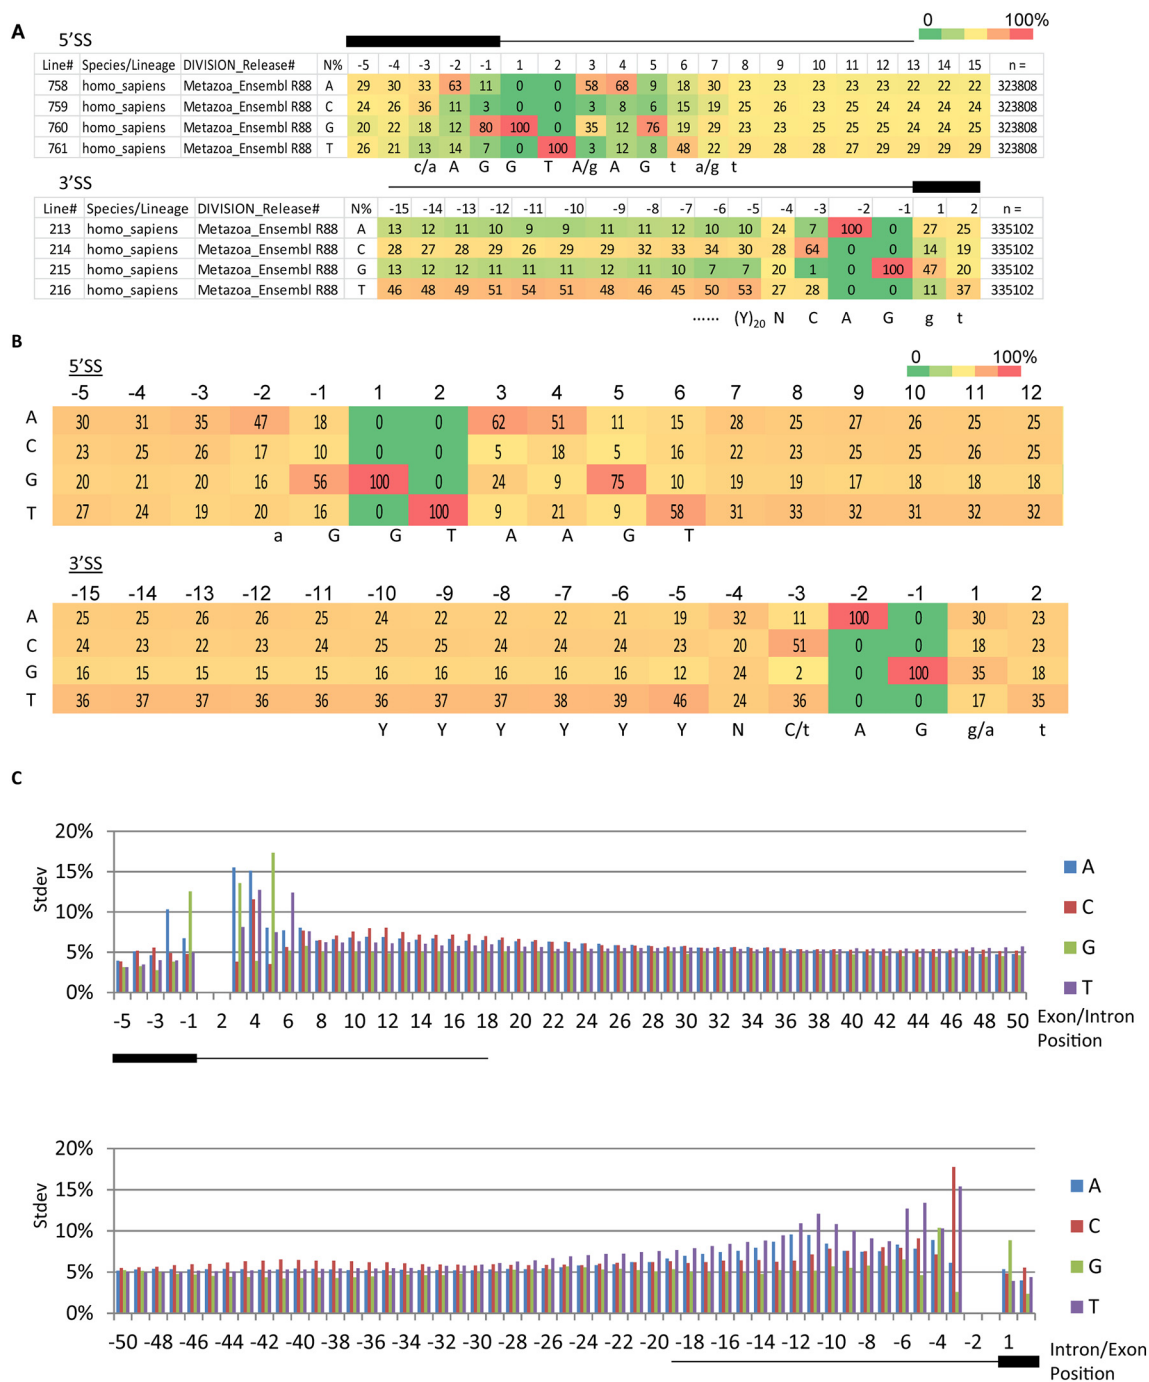 A
5'SS
0 100%
Line# Species/Lineage DIVISION_Release# N% -5 -4 -3 -2 -1 1 2 3 4 5 6 7 8 9 10 11 12 13 14 15 n =
758 homo_sapiens Metazoa_Ensembl R88 A 29 30 33 63 11 0 0 58 68 9 18 30 23 23 23 23 23 22 22 22 323808
759 homo_sapiens Metazoa_Ensembl R88 C 24 26 36 11 3 0 0 3 8 6 15 19 25 26 23 25 24 24 24 24 323808
760 homo_sapiens Metazoa_Ensembl R88 G 20 22 18 12 80 100 0 35 12 76 19 29 23 23 25 25 25 24 24 25 323808
761 homo_sapiens Metazoa_Ensembl R88 T 26 21 13 14 7 0 100 3 12 8 48 22 29 28 28 27 29 29 29 29 323808
c/a A G G T A/g A G t a/g t
3'SS
Line# Species/Lineage DIVISION_Release# N% -15 -14 -13 -12 -11 -10 -9 -8 -7 -6 -5 -4 -3 -2 -1 1 2 n =
213 homo_sapiens Metazoa_Ensembl R88 A 13 12 11 10 9 9 11 11 12 10 10 24 7 100 0 27 25 335102
214 homo_sapiens Metazoa_Ensembl R88 C 28 27 28 29 26 29 29 32 33 34 30 28 64 0 0 14 19 335102
215 homo_sapiens Metazoa_Ensembl R88 G 13 12 12 11 11 11 12 11 10 7 7 20 1 0 100 47 20 335102
216 homo_sapiens Metazoa_Ensembl R88 T 46 48 49 51 54 51 48 46 45 50 53 27 28 0 0 11 37 335102
...... (Y)20 N C A G g t
B
5'SS
0 100%
-5 -4 -3 -2 -1 1 2 3 4 5 6 7 8 9 10 11 12
A 30 31 35 47 18 0 0 62 51 11 15 28 25 27 26 25 25
C 23 25 26 17 10 0 0 5 18 5 16 22 23 25 25 26 25
G 20 21 20 16 56 100 0 24 9 75 10 19 19 17 18 18 18
T 27 24 19 20 16 0 100 9 21 9 58 31 33 32 31 32 32
a G G T A A G T
3'SS
-15 -14 -13 -12 -11 -10 -9 -8 -7 -6 -5 -4 -3 -2 -1 1 2
A 25 25 26 26 25 24 22 22 22 21 19 32 11 100 0 30 23
C 24 23 22 23 24 25 25 24 24 24 23 20 51 0 0 18 23
G 16 15 15 15 15 16 16 16 16 16 12 24 2 0 100 35 18
T 36 37 37 36 36 36 37 37 38 39 46 24 36 0 0 17 35
Y Y Y Y Y Y N C/t A G g/a t
C
20%
15%
10%
5%
0%
Stdev
A
C
G
T
-5 -3 -1 2 4 6 8 10 12 14 16 18 20 22 24 26 28 30 32 34 36 38 40 42 44 46 48 50 Exon/Intron
Position
20%
15%
10%
5%
0%
Stdev
A
C
G
T
-50 -48 -46 -44 -42 -40 -38 -36 -34 -32 -30 -28 -26 -24 -22 -20 -18 -16 -14 -12 -10 -8 -6 -4 -2 1 Intron/Exon
Position